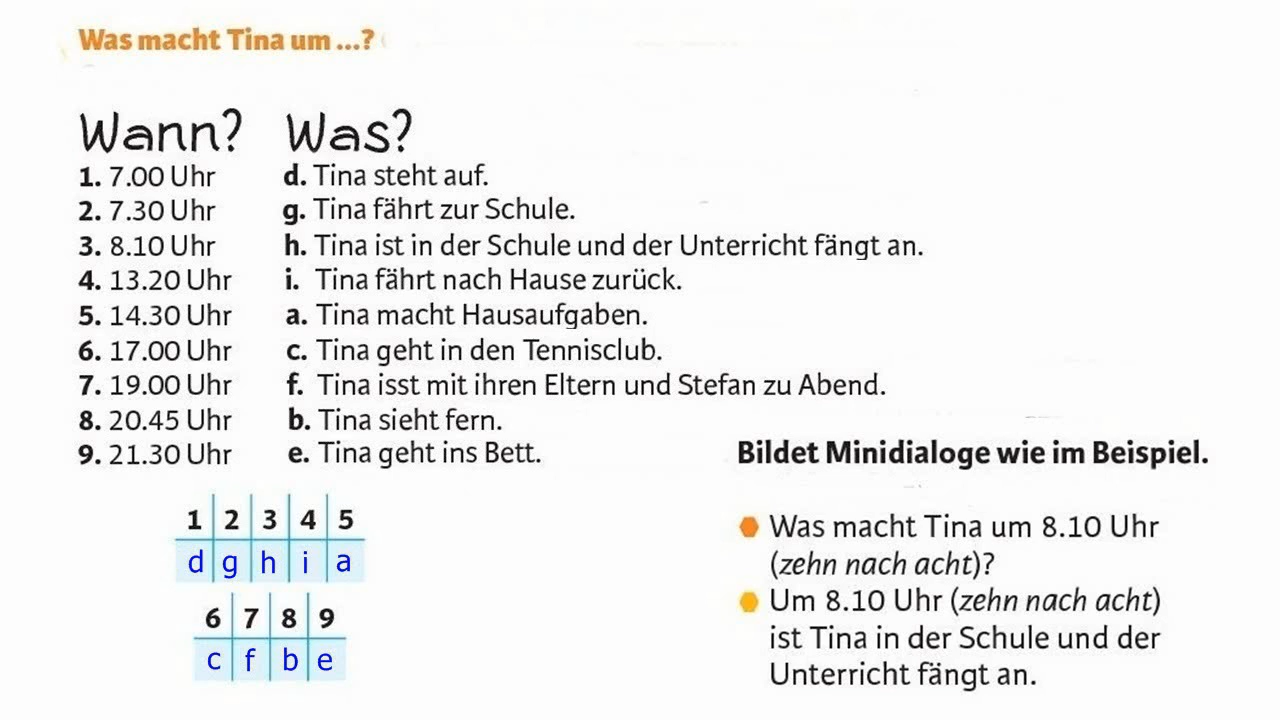 Was macht Tina um ...?
Wann? Was?
1. 7.00 Uhr d. Tina steht auf.
2. 7.30 Uhr g. Tina fährt zur Schule.
3. 8.10 Uhr h. Tina ist in der Schule und der Unterricht fängt an.
4. 13.20 Uhr i. Tina fährt nach Hause zurück.
5. 14.30 Uhr a. Tina macht Hausaufgaben.
6. 17.00 Uhr c. Tina geht in den Tennisclub.
7. 19.00 Uhr f. Tina isst mit ihren Eltern und Stefan zu Abend.
8. 20.45 Uhr b. Tina sieht fern.
9. 21.30 Uhr e. Tina geht ins Bett.
1 2 3 4 5
d g h i a
6 7 8 9
c f b e
Bildet Minidialoge wie im Beispiel.
Was macht Tina um 8.10 Uhr
(zehn nach acht)?
Um 8.10 Uhr (zehn nach acht)
ist Tina in der Schule und der
Unterricht fängt an.